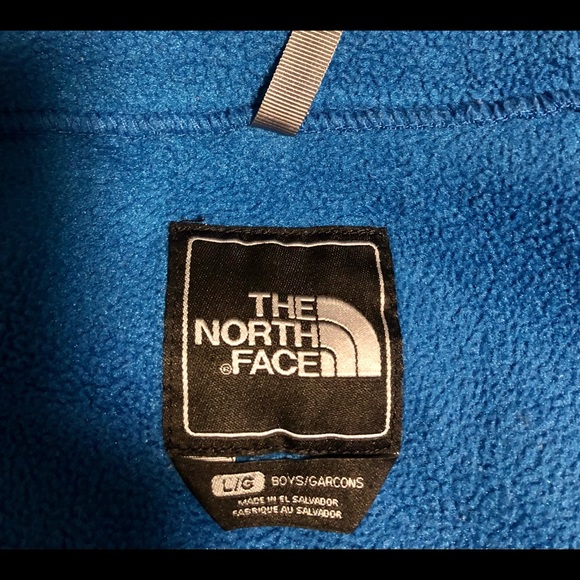 THE
NORTH
®FACE
L/G BOYS/GARCONS
MADE IN EL SALVADOR
FABRIQUE AU SALVADOR